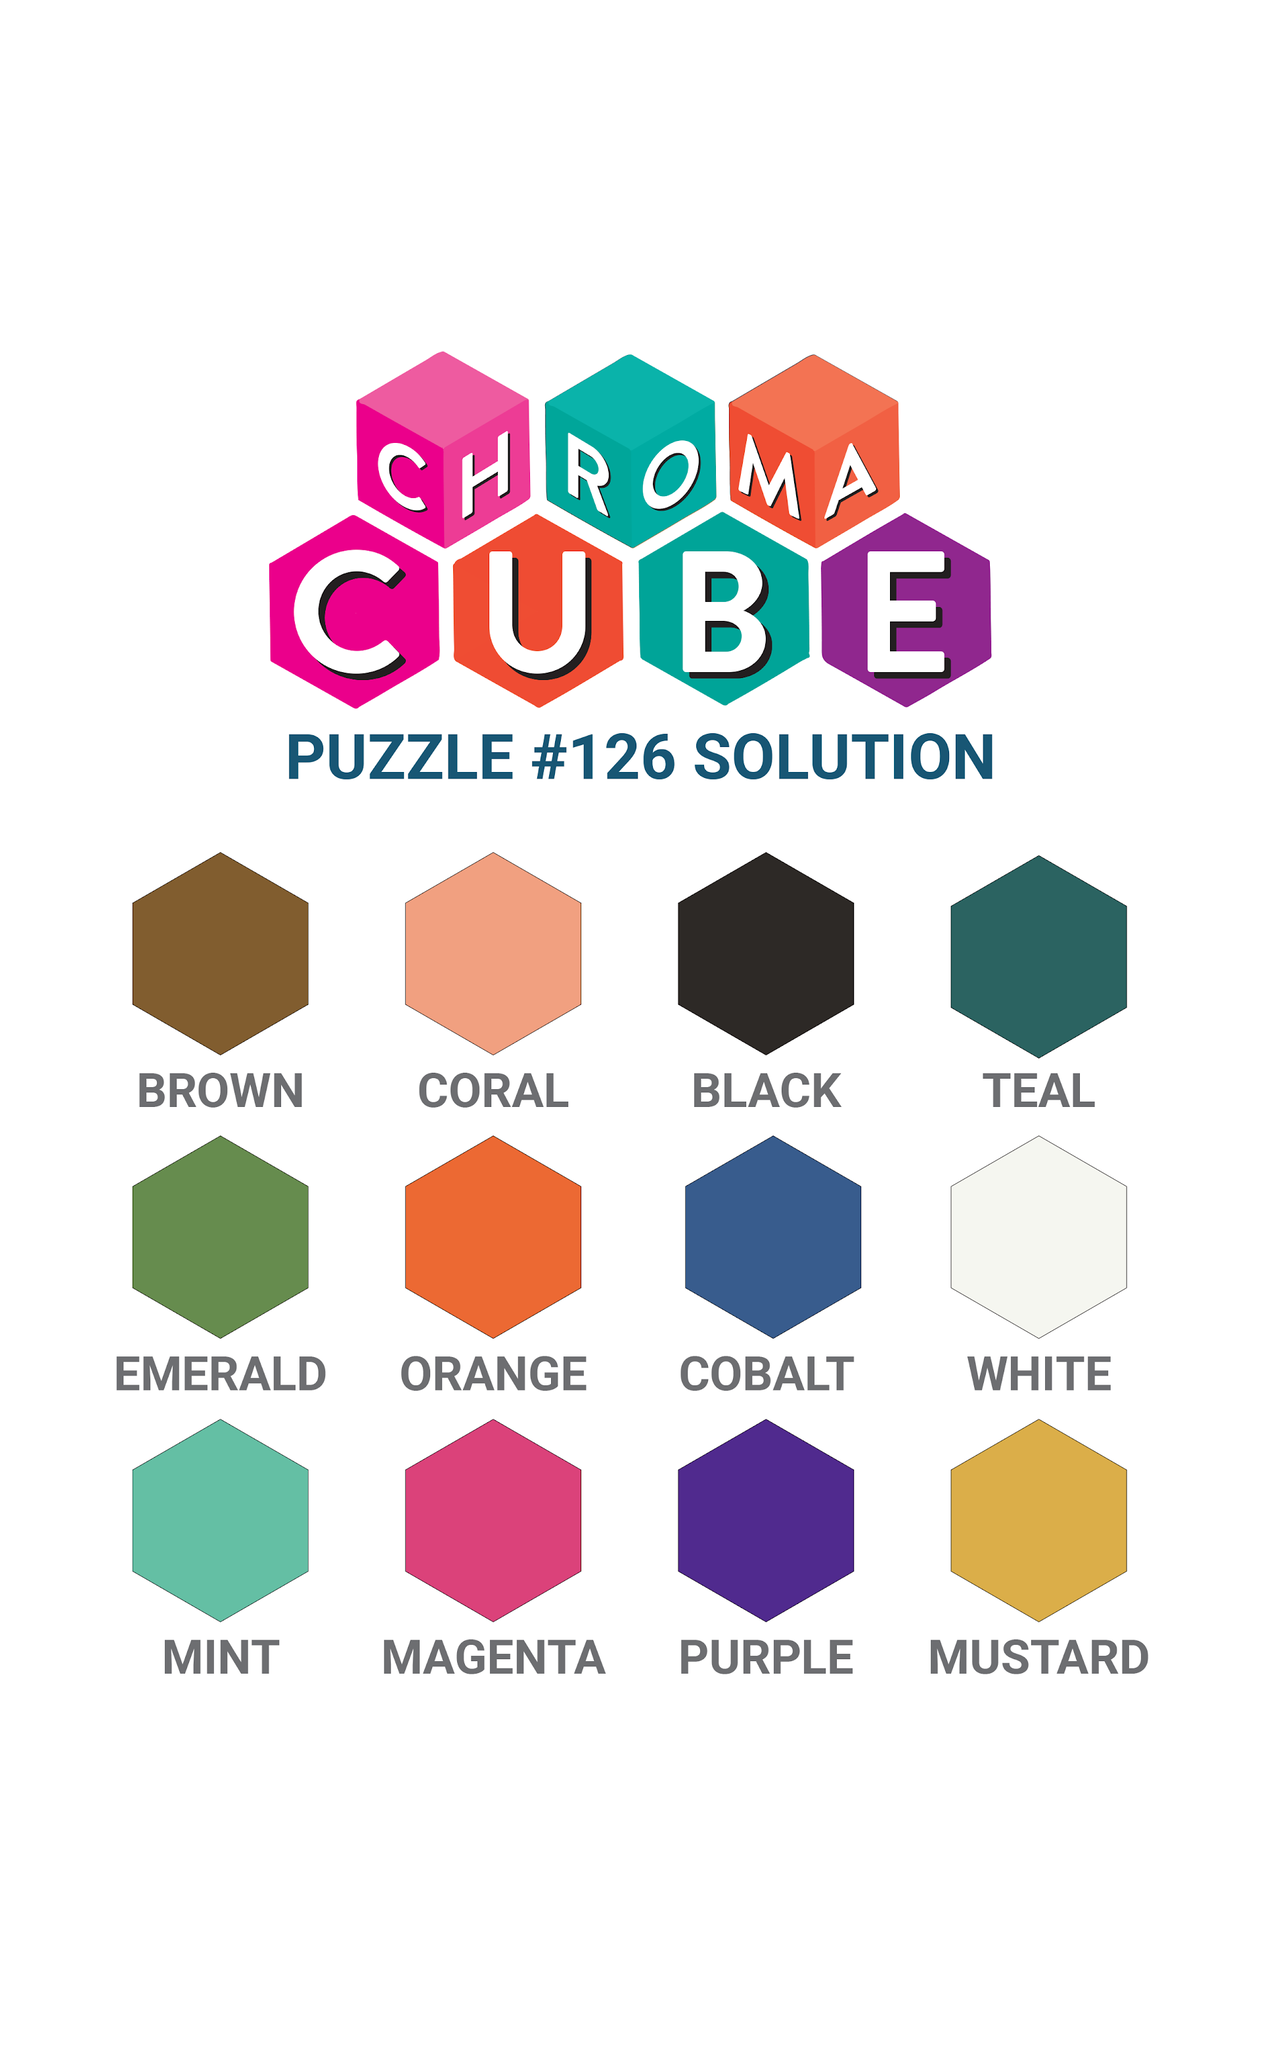 CHROMA
CUBE
PUZZLE #126 SOLUTION
BROWN CORAL BLACK TEAL
EMERALD ORANGE COBALT WHITE
MINT MAGENTA PURPLE MUSTARD